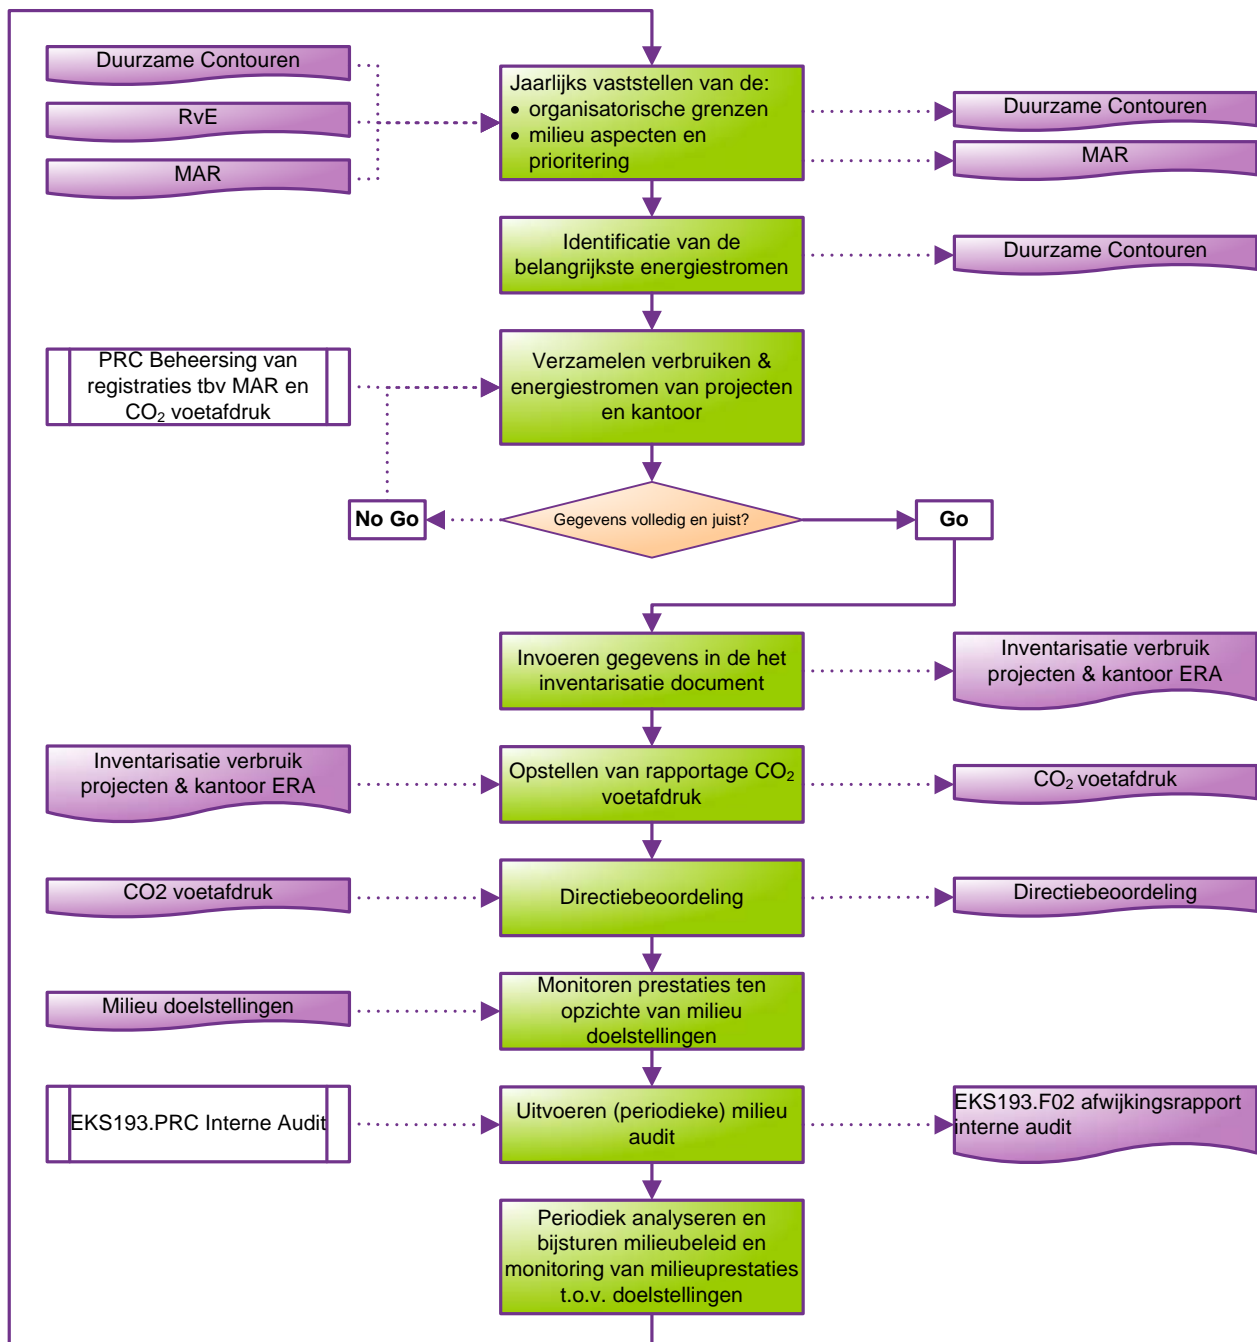 Duurzame Contouren
RvE
MAR
Jaarlijks vaststellen van de:
• organisatorische grenzen
• milieu aspecten en
prioritering
Duurzame Contouren
MAR
Identificatie van de
belangrijkste energiestromen
Duurzame Contouren
PRC Beheersing van
registraties tbv MAR en
CO₂ voetafdruk
Verzamelen verbruiken &
energiestromen van projecten
en kantoor
No Go
Gegevens volledig en juist?
Go
Invoeren gegevens in de het
inventarisatie document
Inventarisatie verbruik
projecten & kantoor ERA
Inventarisatie verbruik
projecten & kantoor ERA
Opstellen van rapportage CO₂
voetafdruk
CO₂ voetafdruk
CO2 voetafdruk
Directiebeoordeling
Directiebeoordeling
Milieu doelstellingen
Monitoren prestaties ten
opzichte van milieu
doelstellingen
EKS193.PRC Interne Audit
Uitvoeren (periodieke) milieu
audit
EKS193.F02 afwijkingsrapport
interne audit
Periodiek analyseren en
bijsturen milieubeleid en
monitoring van milieuprestaties
t.o.v. doelstellingen